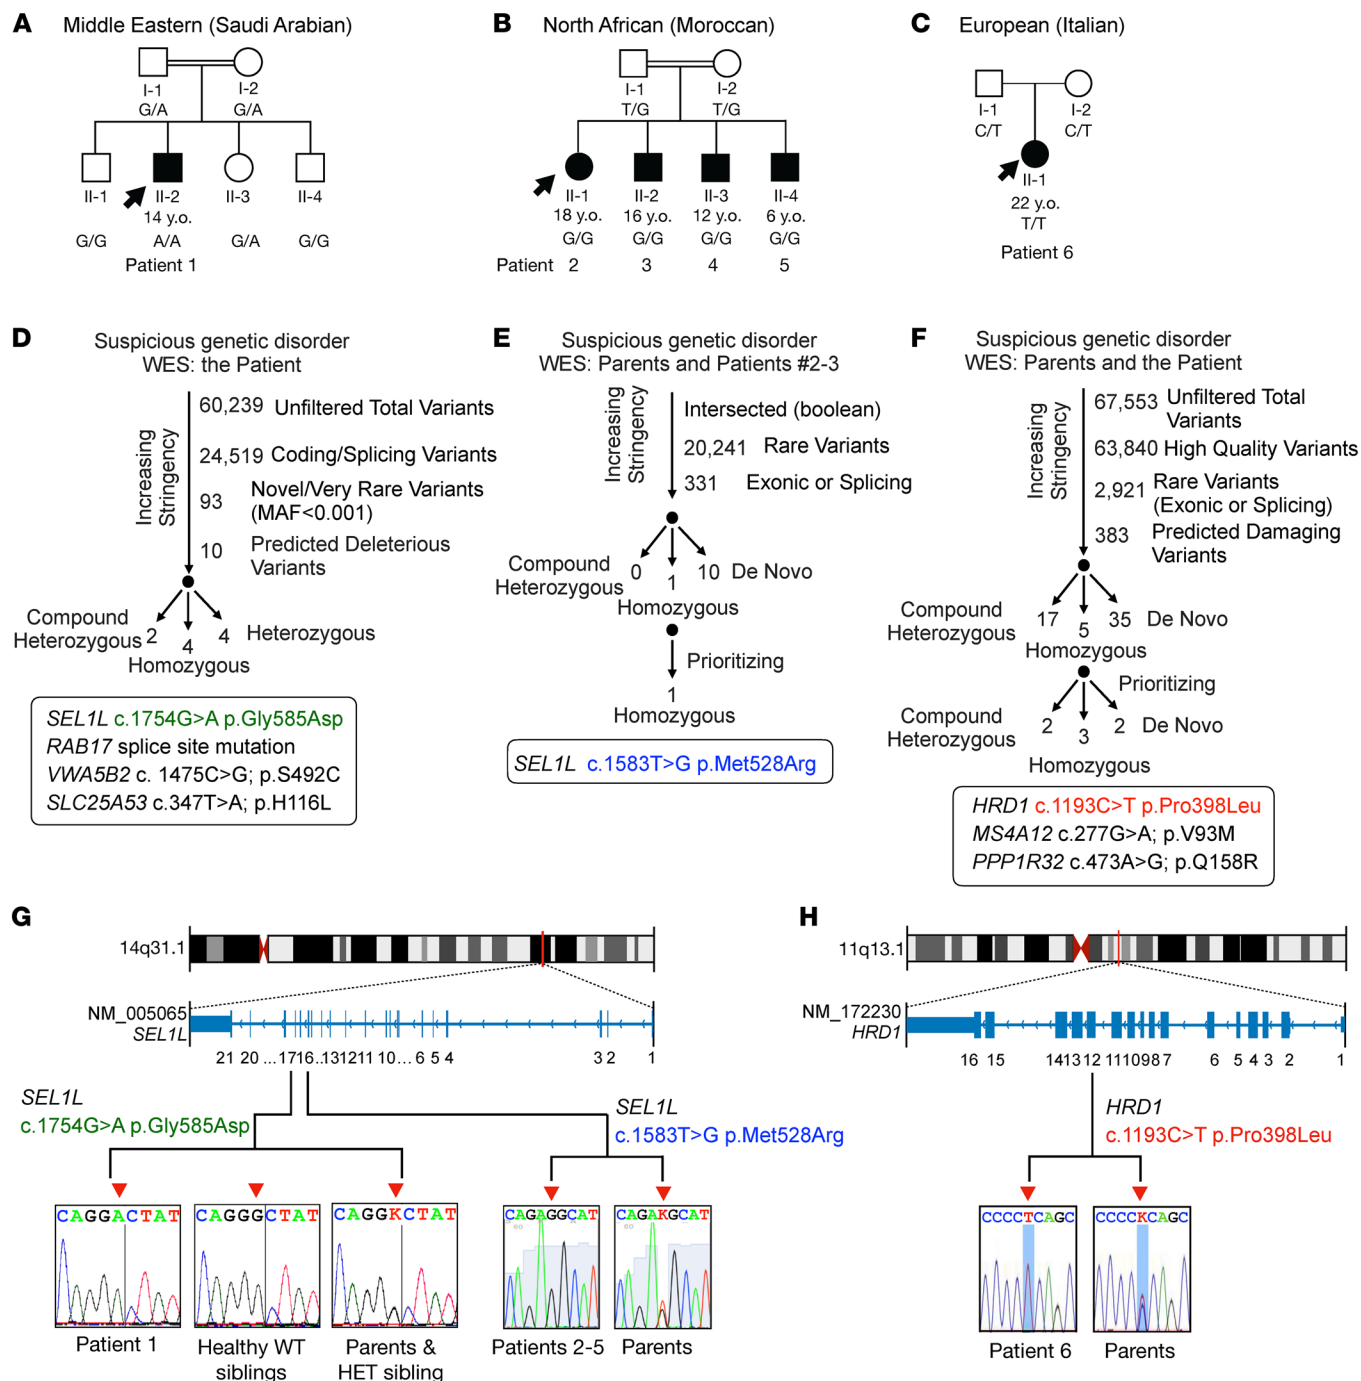 A Middle Eastern (Saudi Arabian)
I-1 I-2
G/A G/A
II-1 II-2 II-3 II-4
14 y.o.
G/G A/A G/A G/G
Patient 1
B North African (Moroccan)
I-1 I-2
T/G T/G
II-1 II-2 II-3 II-4
18 y.o. 16 y.o. 12 y.o. 6 y.o.
G/G G/G G/G G/G
Patient 2 3 4 5
C European (Italian)
I-1 I-2
C/T C/T
II-1
22 y.o.
T/T
Patient 6
D Suspicious genetic disorder
WES: the Patient
Increasing
Stringency
60,239 Unfiltered Total Variants
24,519 Coding/Splicing Variants
93 Novel/Very Rare Variants
(MAF<0.001)
10 Predicted Deleterious
Variants
Compound
Heterozygous 2 4 4 Heterozygous
Homozygous
SEL1L c.1754G>A p.Gly585Asp
RAB17 splice site mutation
VWA5B2 c. 1475C>G; p.S492C
SLC25A53 c.347T>A; p.H116L
E Suspicious genetic disorder
WES: Parents and Patients #2-3
Increasing
Stringency
Intersected (boolean)
20,241 Rare Variants
331 Exonic or Splicing
Compound
Heterozygous 0 1 10 De Novo
Homozygous
Prioritizing
1
Homozygous
SEL1L c.1583T>G p.Met528Arg
F Suspicious genetic disorder
WES: Parents and the Patient
Increasing
Stringency
67,553 Unfiltered Total
Variants
63,840 High Quality Variants
2,921 Rare Variants
(Exonic or Splicing)
383 Predicted Damaging
Variants
Compound
Heterozygous 17 5 35 De Novo
Homozygous
Prioritizing
Compound
Heterozygous 2 3 2 De Novo
Homozygous
HRD1 c.1193C>T p.Pro398Leu
MS4A12 c.277G>A; p.V93M
PPP1R32 c.473A>G; p.Q158R
G
14q31.1
NM_005065
SEL1L
21 20 ...1716...131211 10 ... 6 5 4 3 2 1
SEL1L
c.1754G>A p.Gly585Asp
SEL1L
c.1583T>G p.Met528Arg
CAGGACTAT
CAGGGCTAT
CAGGKCTAT
CAGAGGCAT
CAGAKGCAT
Patient 1
Healthy WT
siblings
Parents &
HET sibling
Patients 2-5
Parents
H
11q13.1
NM_172230
HRD1
16 15 1413 12 1110987 6 5 4 3 2 1
HRD1
c.1193C>T p.Pro398Leu
CCCCTCAGC
CCCCKCAGC
Patient 6
Parents